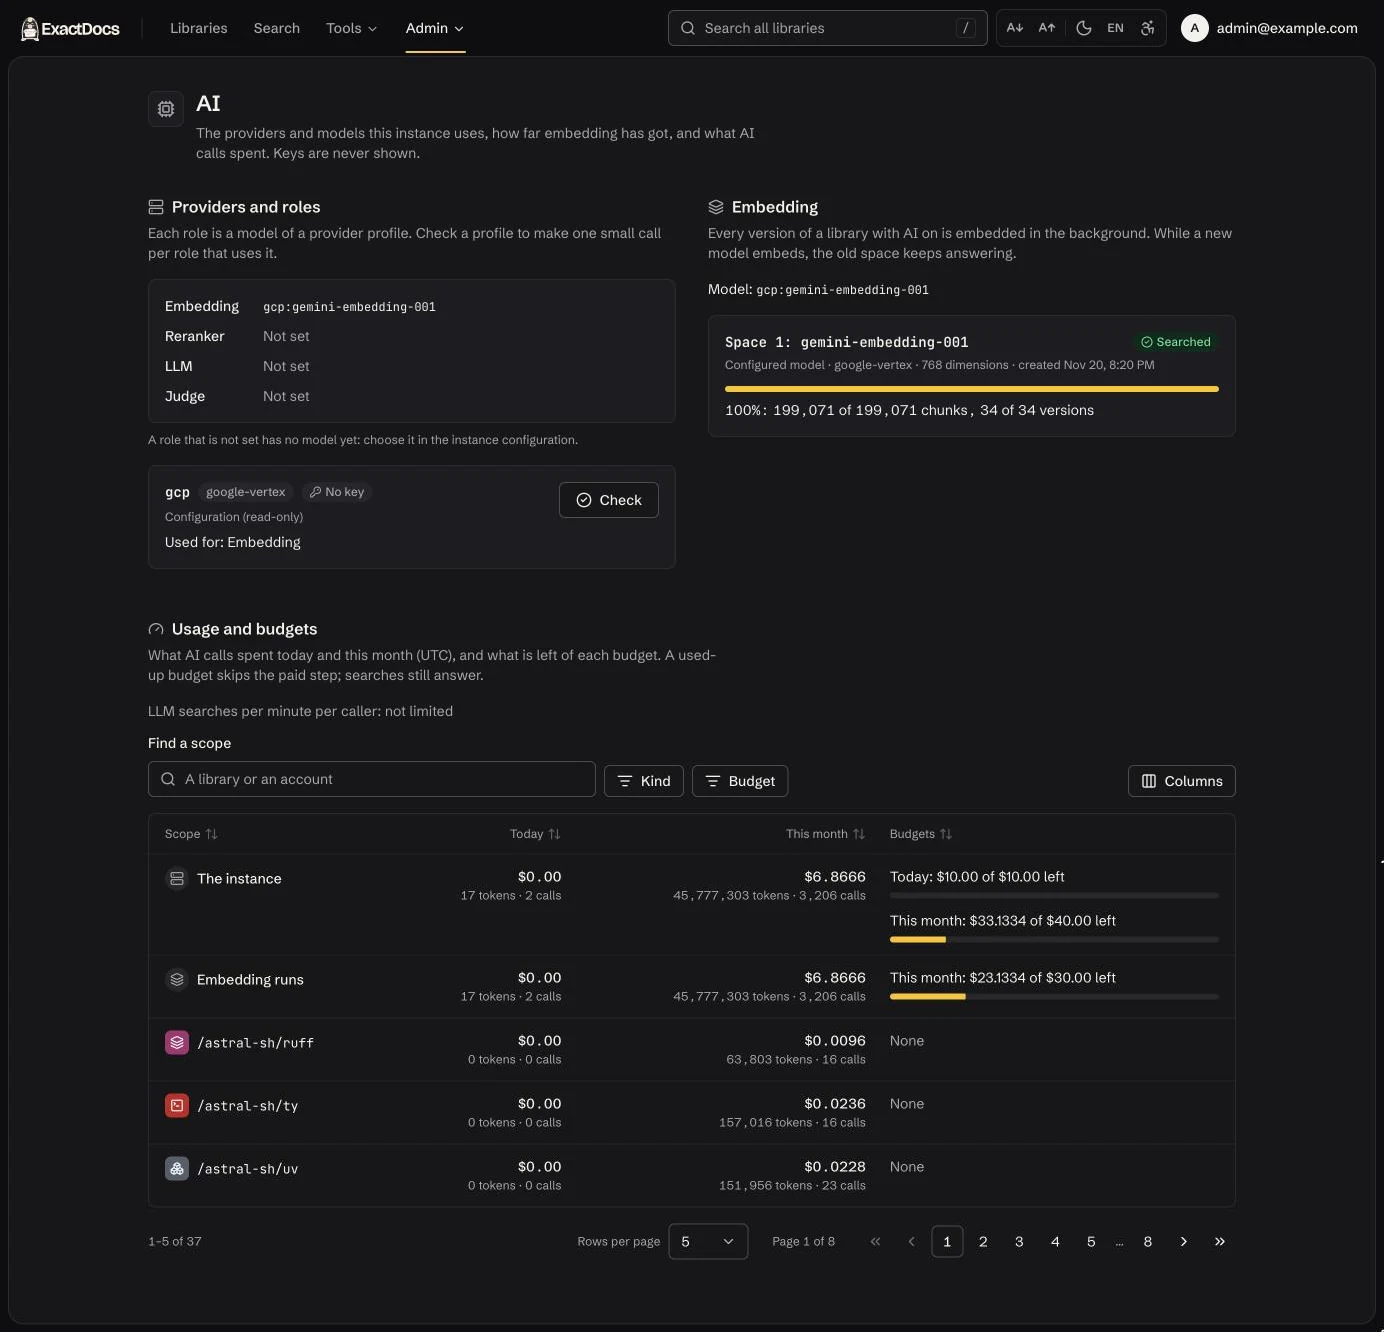 ExactDocs
Libraries
Search
Tools
Admin
Search all libraries
/
A↓
A↑
EN
A
admin@example.com
AI
The providers and models this instance uses, how far embedding has got, and what AI
calls spent. Keys are never shown.
Providers and roles
Each role is a model of a provider profile. Check a profile to make one small call
per role that uses it.
Embedding gcp:gemini-embedding-001
Reranker Not set
LLM Not set
Judge Not set
A role that is not set has no model yet: choose it in the instance configuration.
gcp google-vertex No key
Configuration (read-only)
Used for: Embedding
Check
Embedding
Every version of a library with AI on is embedded in the background. While a new
model embeds, the old space keeps answering.
Model: gcp:gemini-embedding-001
Space 1: gemini-embedding-001 Searched
Configured model · google-vertex · 768 dimensions · created Nov 20, 8:20 PM
100%: 199,071 of 199,071 chunks, 34 of 34 versions
Usage and budgets
What AI calls spent today and this month (UTC), and what is left of each budget. A used-
up budget skips the paid step; searches still answer.
LLM searches per minute per caller: not limited
Find a scope
A library or an account
Kind
Budget
Columns
Scope Today This month Budgets
The instance $0.00 $6.8666 Today: $10.00 of $10.00 left
17 tokens · 2 calls 45,777,303 tokens · 3,206 calls
This month: $33.1334 of $40.00 left
Embedding runs $0.00 $6.8666 This month: $23.1334 of $30.00 left
17 tokens · 2 calls 45,777,303 tokens · 3,206 calls
/astral-sh/ruff $0.00 $0.0096 None
0 tokens · 0 calls 63,803 tokens · 16 calls
/astral-sh/ty $0.00 $0.0236 None
0 tokens · 0 calls 157,016 tokens · 16 calls
/astral-sh/uv $0.00 $0.0228 None
0 tokens · 0 calls 151,956 tokens · 23 calls
1–5 of 37 Rows per page 5 Page 1 of 8 « ‹ 1 2 3 4 5 … 8 › »